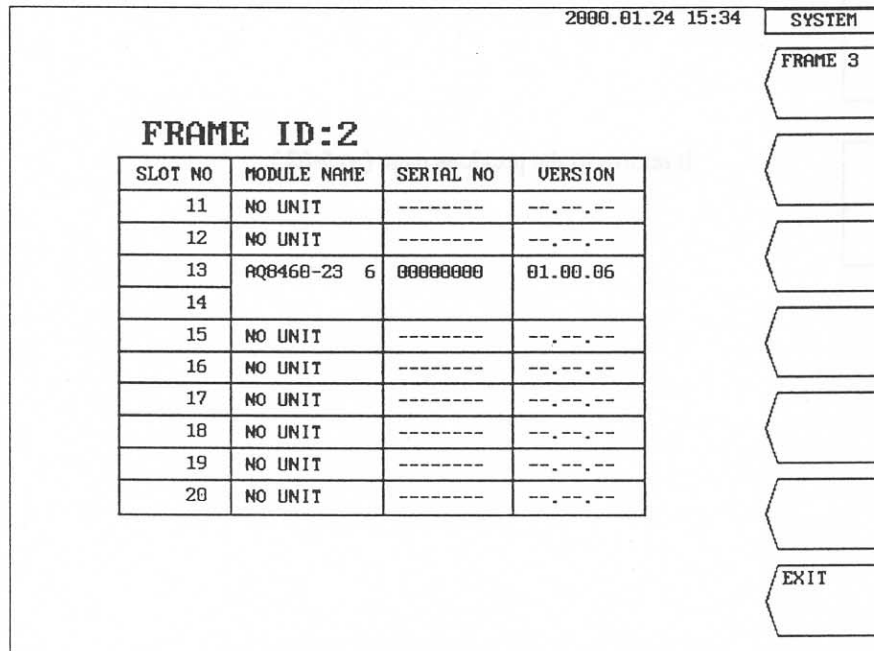 2000.01.24 15:34 SYSTEM
FRAME 3
FRAME ID:2
SLOT NO MODULE NAME SERIAL NO VERSION
11 NO UNIT -------- --.--.--
12 NO UNIT -------- --.--.--
13 AQ8460-23 6 00000000 01.00.06
14
15 NO UNIT -------- --.--.--
16 NO UNIT -------- --.--.--
17 NO UNIT -------- --.--.--
18 NO UNIT -------- --.--.--
19 NO UNIT -------- --.--.--
20 NO UNIT -------- --.--.--
EXIT